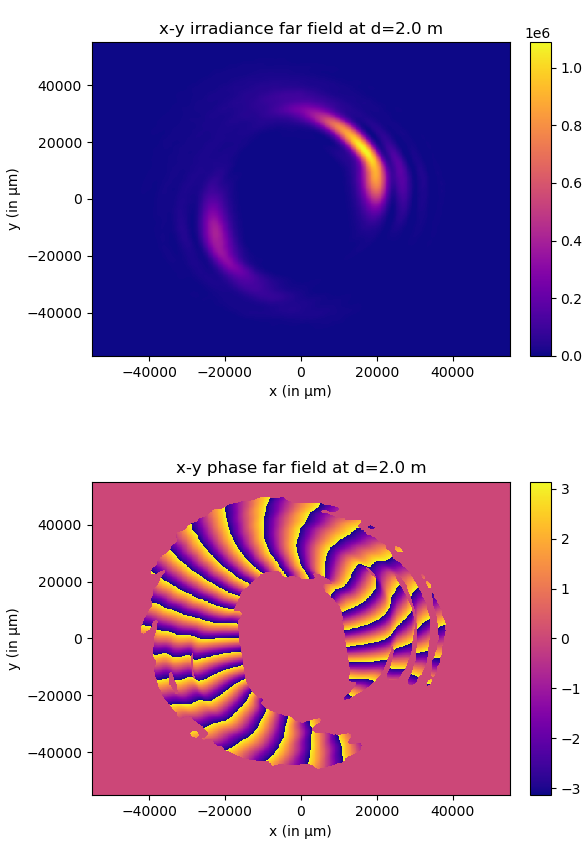 x-y irradiance far field at d=2.0 m
1e6
40000
20000
0
−20000
−40000
y (in μm)
−40000 −20000 0 20000 40000
x (in μm)
1.0
0.8
0.6
0.4
0.2
0.0
x-y phase far field at d=2.0 m
40000
20000
0
−20000
−40000
y (in μm)
−40000 −20000 0 20000 40000
x (in μm)
3
2
1
0
−1
−2
−3